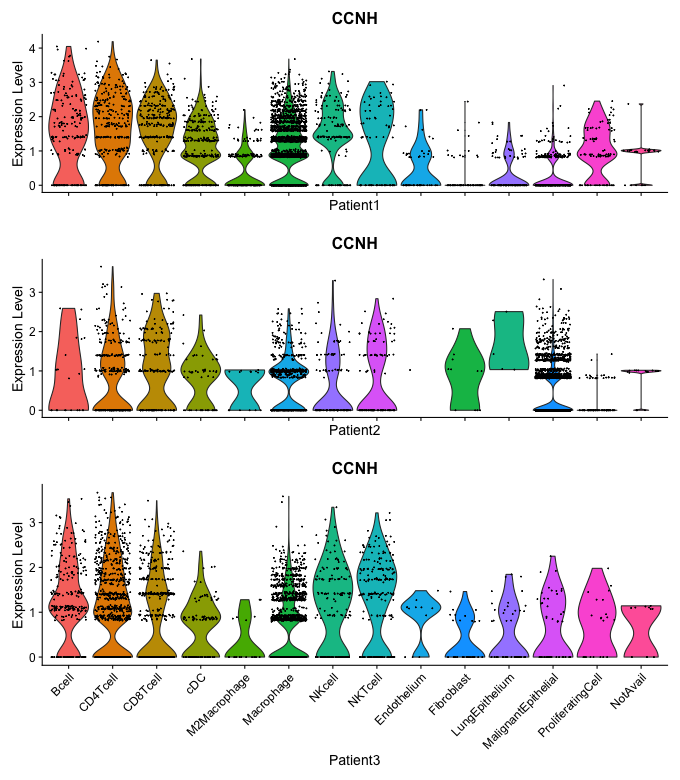 CCNH
Expression Level
4
3
2
1
0
Patient1
CCNH
Expression Level
3
2
1
0
Patient2
CCNH
Expression Level
3
2
1
0
Bcell
CD4Tcell
CD8Tcell
cDC
M2Macrophage
Macrophage
NKcell
NKTcell
Endothelium
Fibroblast
LungEpithelium
MalignantEpithelial
ProliferatingCell
NotAvail
Patient3